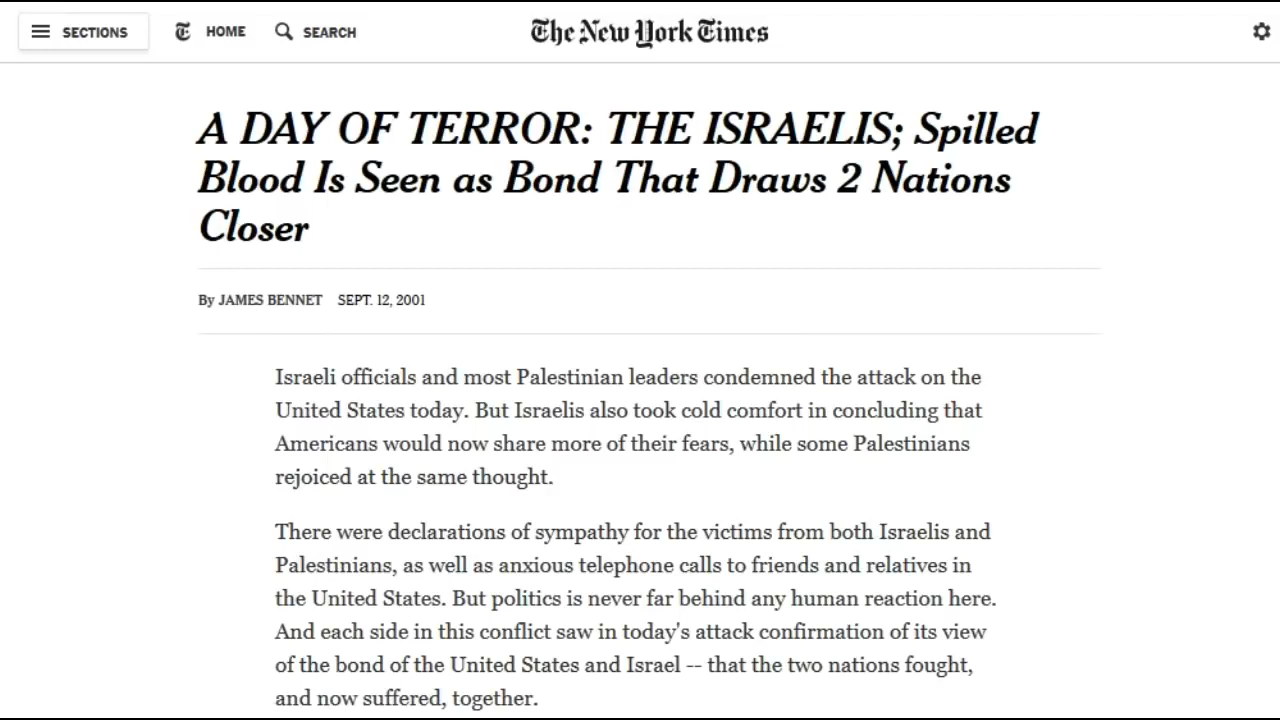 SECTIONS HOME SEARCH The New York Times
A DAY OF TERROR: THE ISRAELIS; Spilled
Blood Is Seen as Bond That Draws 2 Nations
Closer
By JAMES BENNET SEPT. 12, 2001
Israeli officials and most Palestinian leaders condemned the attack on the
United States today. But Israelis also took cold comfort in concluding that
Americans would now share more of their fears, while some Palestinians
rejoiced at the same thought.
There were declarations of sympathy for the victims from both Israelis and
Palestinians, as well as anxious telephone calls to friends and relatives in
the United States. But politics is never far behind any human reaction here.
And each side in this conflict saw in today's attack confirmation of its view
of the bond of the United States and Israel -- that the two nations fought,
and now suffered, together.